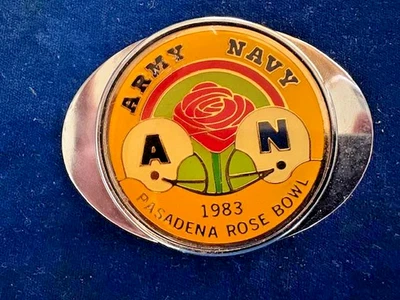 ARMY NAVY
A N
1983
PASADENA ROSE BOWL